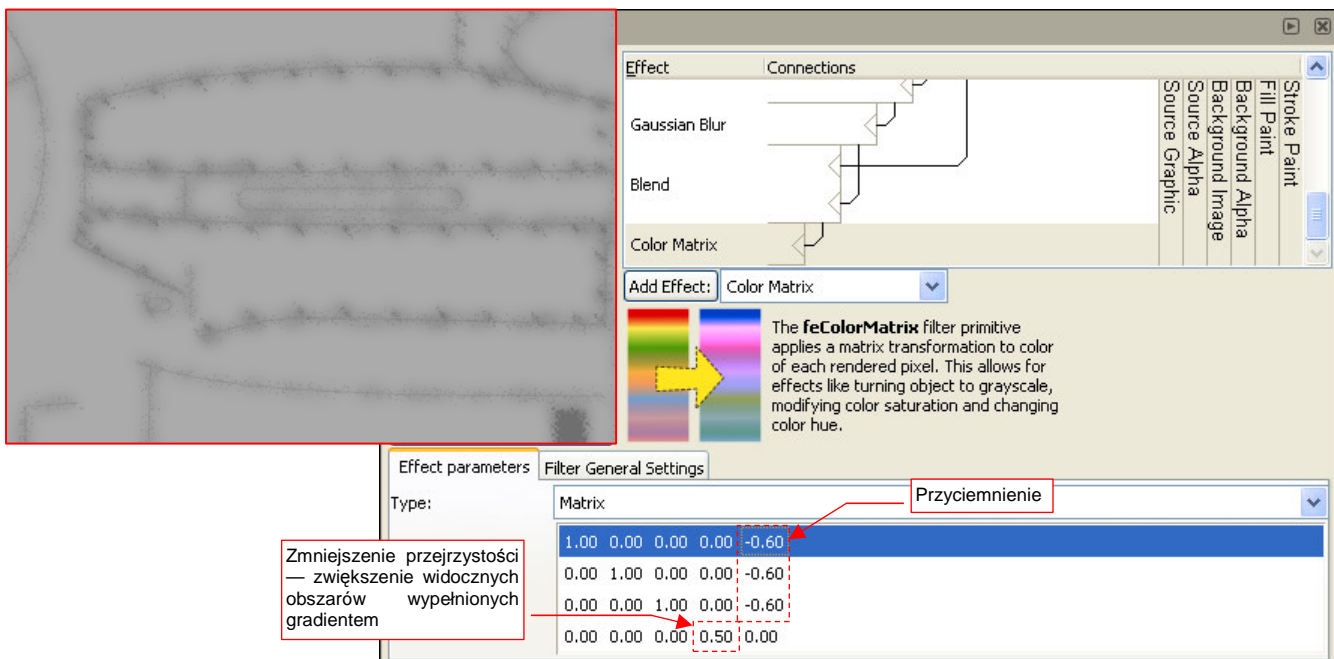 Effect Connections
Gaussian Blur
Blend
Color Matrix
Stroke Paint
Fill Paint
Background Alpha
Background Image
Source Alpha
Source Graphic
Add Effect: Color Matrix
The feColorMatrix filter primitive
applies a matrix transformation to color
of each rendered pixel. This allows for
effects like turning object to grayscale,
modifying color saturation and changing
color hue.
Effect parameters Filter General Settings
Type: Matrix
Przyciemnienie
1.00 0.00 0.00 0.00 -0.60
0.00 1.00 0.00 0.00 -0.60
0.00 0.00 1.00 0.00 -0.60
0.00 0.00 0.00 0.50 0.00
Zmniejszenie przejrzystości
— zwiększenie widocznych
obszarów wypełnionych
gradientem